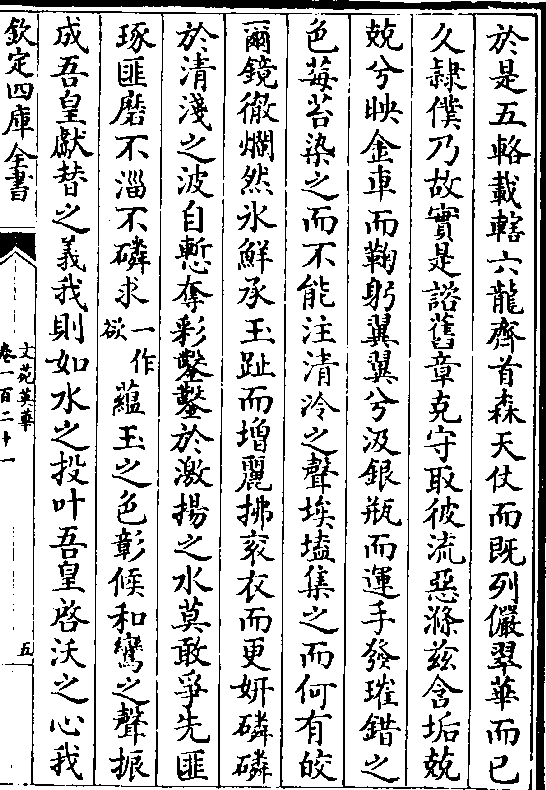 於是五輅載轄六龍齊首森天仗而既列儼翠華而已
久隷僕乃故實是諮舊章克守取彼流惡滌兹含垢兢
兢兮映金車而鞠躬翼翼兮汲銀瓶而運手發璀錯之
色莓苔染之而不能注清泠之聲埃壒集之而何有皎
爾鏡徹爛然氷鮮承玉趾而增麗拂衮衣而更妍磷磷
於清淺之波自慙奪彩鑿鑿於激揚之水莫敢爭先匪
琢匪磨不淄不磷求一作欲蘊玉之色彰候和鸞之聲振
成吾皇獻替之義我則如水之投叶吾皇啓沃之心我
欽定四庫全書
文苑英華
卷一百二十一
五